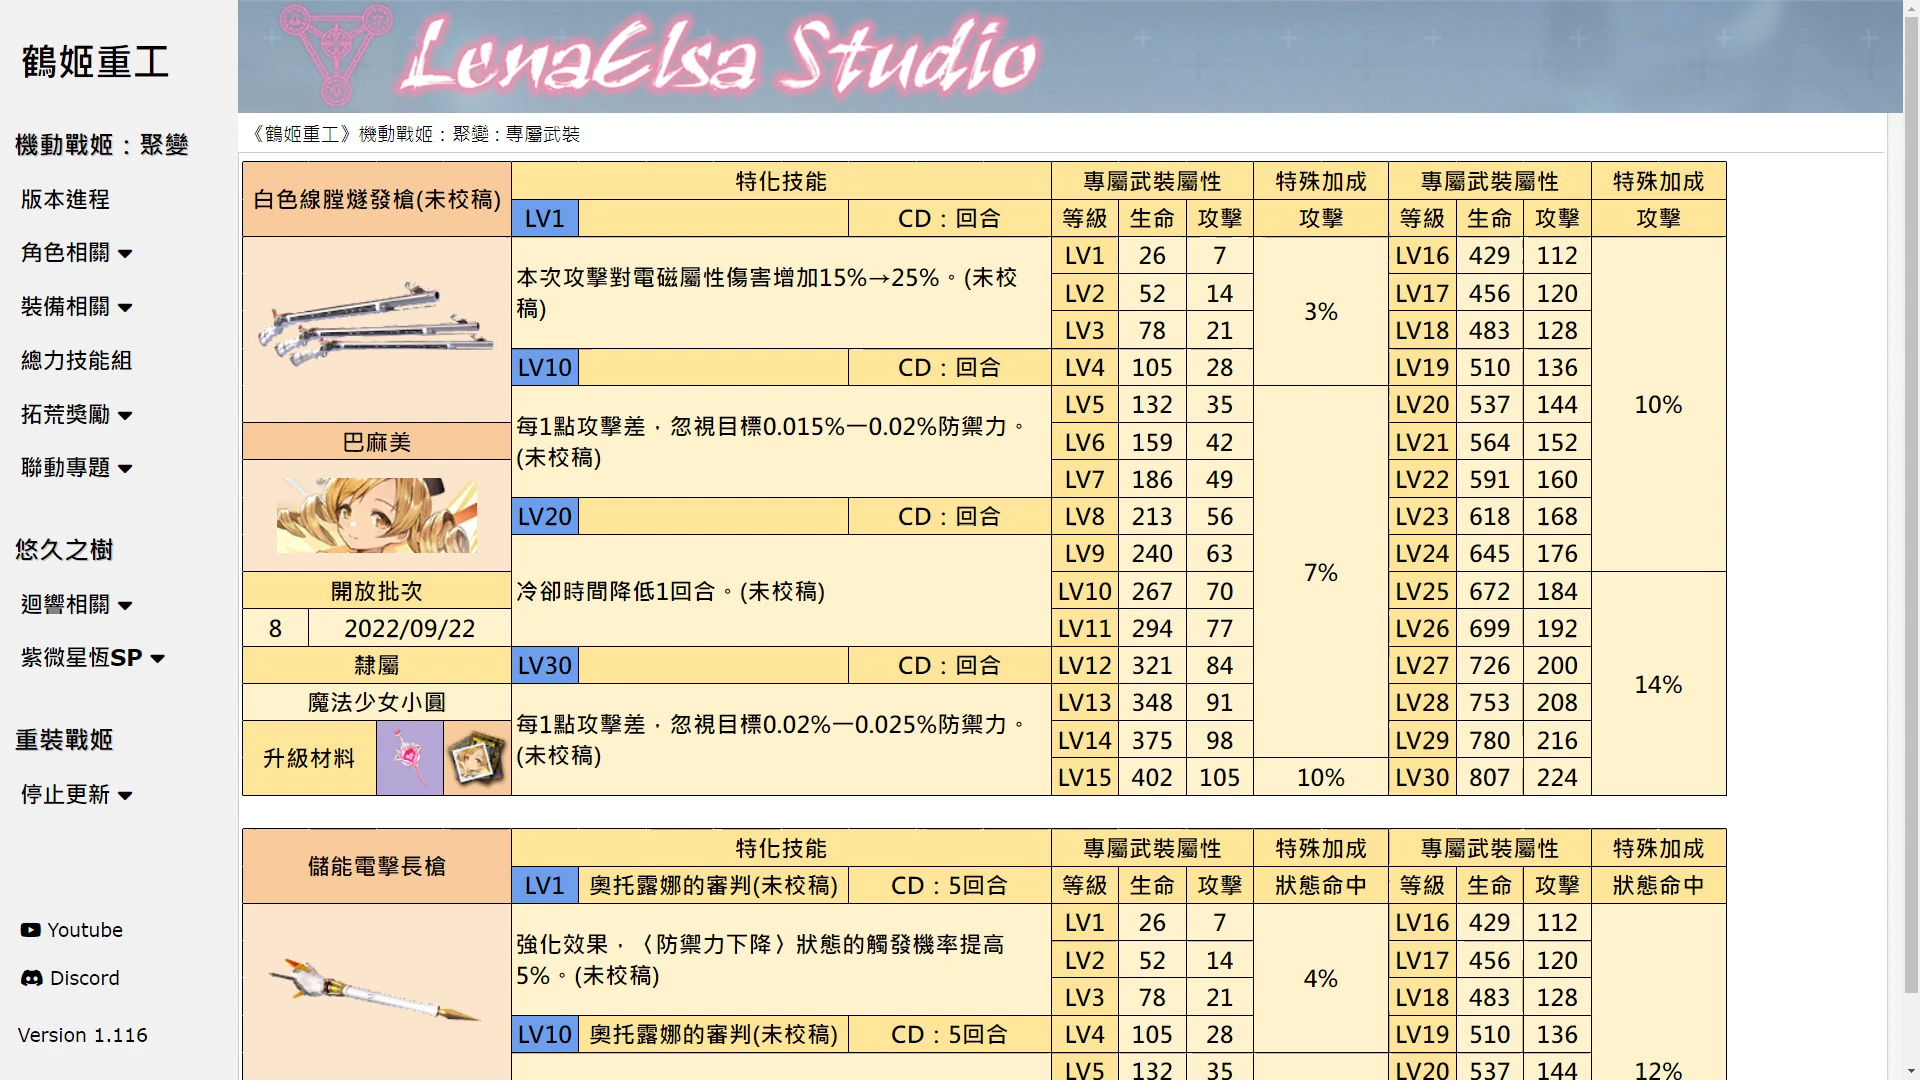 鶴姬重工
機動戰姬：聚變
版本進程
角色相關
裝備相關
總力技能組
拓荒獎勵
聯動專題
悠久之樹
迴響相關
紫微星恆SP
重裝戰姬
停止更新
Youtube
Discord
Version 1.116
LenaElsa Studio
《鶴姬重工》機動戰姬：聚變：專屬武裝
白色線膛燧發槍(未校稿)
巴麻美
開放批次
8 2022/09/22
隸屬
魔法少女小圓
升級材料
特化技能
LV1 CD：回合
本次攻擊對電磁屬性傷害增加15%→25%。(未校
稿)
LV10 CD：回合
每1點攻擊差，忽視目標0.015%一0.02%防禦力。
(未校稿)
LV20 CD：回合
冷卻時間降低1回合。(未校稿)
LV30 CD：回合
每1點攻擊差，忽視目標0.02%一0.025%防禦力。
(未校稿)
專屬武裝屬性 特殊加成 專屬武裝屬性 特殊加成
等級 生命 攻擊 攻擊 等級 生命 攻擊 攻擊
LV1 26 7 LV16 429 112
LV2 52 14 LV17 456 120
3%
LV3 78 21 LV18 483 128
LV4 105 28 LV19 510 136
LV5 132 35 LV20 537 144 10%
LV6 159 42 LV21 564 152
LV7 186 49 LV22 591 160
LV8 213 56 LV23 618 168
LV9 240 63 LV24 645 176
7%
LV10 267 70 LV25 672 184
LV11 294 77 LV26 699 192
LV12 321 84 LV27 726 200
14%
LV13 348 91 LV28 753 208
LV14 375 98 LV29 780 216
LV15 402 105 10% LV30 807 224
儲能電擊長槍
特化技能
LV1 奧托露娜的審判(未校稿) CD：5回合
強化效果，〈防禦力下降〉狀態的觸發機率提高
5%。(未校稿)
LV10 奧托露娜的審判(未校稿) CD：5回合
專屬武裝屬性 特殊加成 專屬武裝屬性 特殊加成
等級 生命 攻擊 狀態命中 等級 生命 攻擊 狀態命中
LV1 26 7 LV16 429 112
LV2 52 14 LV17 456 120
4%
LV3 78 21 LV18 483 128
LV4 105 28 LV19 510 136
LV5 132 35 LV20 537 144 12%